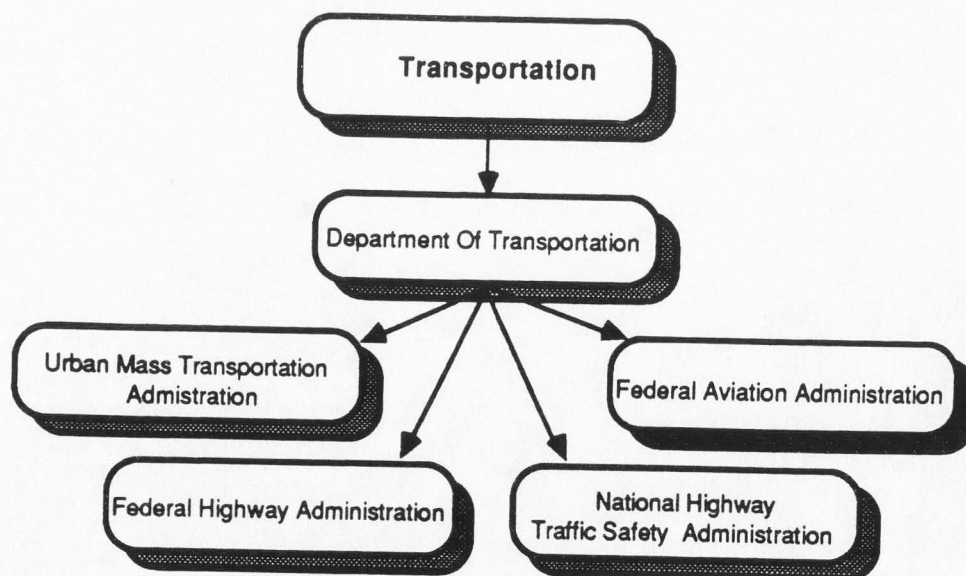 Transportation
Department Of Transportation
Urban Mass Transportation
Admistration
Federal Aviation Administration
Federal Highway Administration
National Highway
Traffic Safety Administration